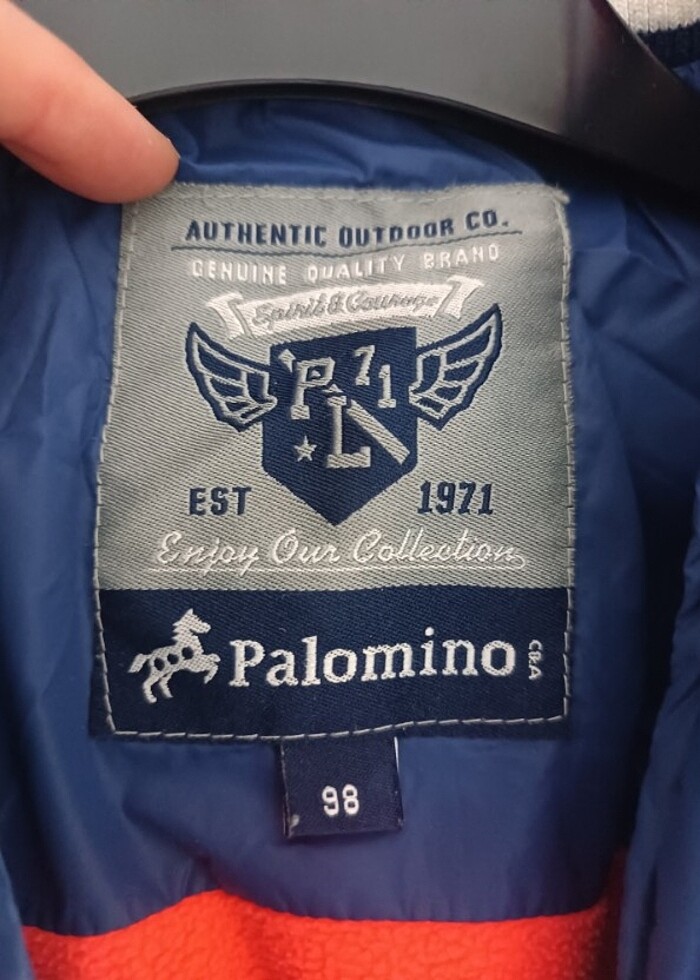 AUTHENTIC OUTDOOR CO.
GENUINE QUALITY BRAND
Spirit & Courage
P 71
L
EST 1971
Enjoy Our Collection
Palomino C&A
98